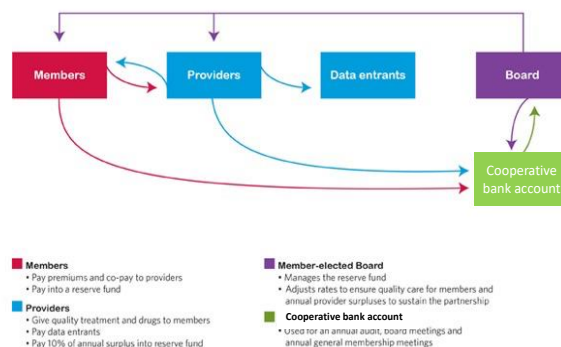 Members
Providers
Data entrants
Board
Cooperative
bank account
Members
• Pay premiums and co-pay to providers
• Pay into a reserve fund
Providers
• Give quality treatment and drugs to members
• Pay data entrants
• Pay 10% of annual surplus into reserve fund
Member-elected Board
• Manages the reserve fund
• Adjusts rates to ensure quality care for members and
annual provider surpluses to sustain the partnership
Cooperative bank account
• Used for an annual audit, board meetings and
annual general membership meetings